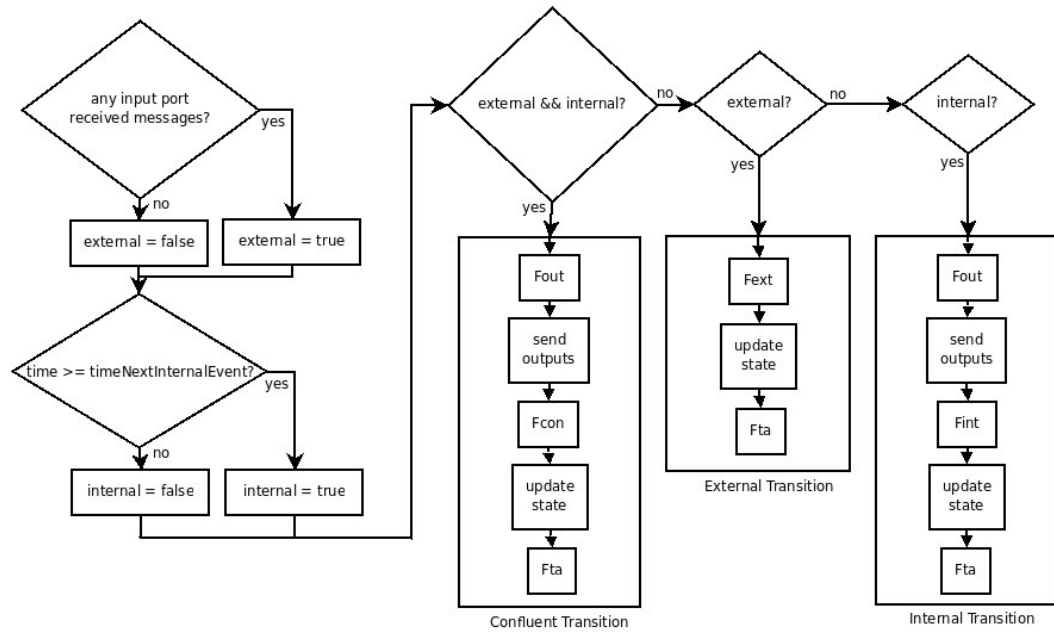 any input port
received messages?
yes
no
external = false
external = true
time >= timeNextInternalEvent?
yes
no
internal = false
internal = true
external && internal?
no
yes
Fout
send
outputs
Fcon
update
state
Fta
Confluent Transition
external?
no
yes
Fext
update
state
Fta
External Transition
internal?
yes
Fout
send
outputs
Fint
update
state
Fta
Internal Transition